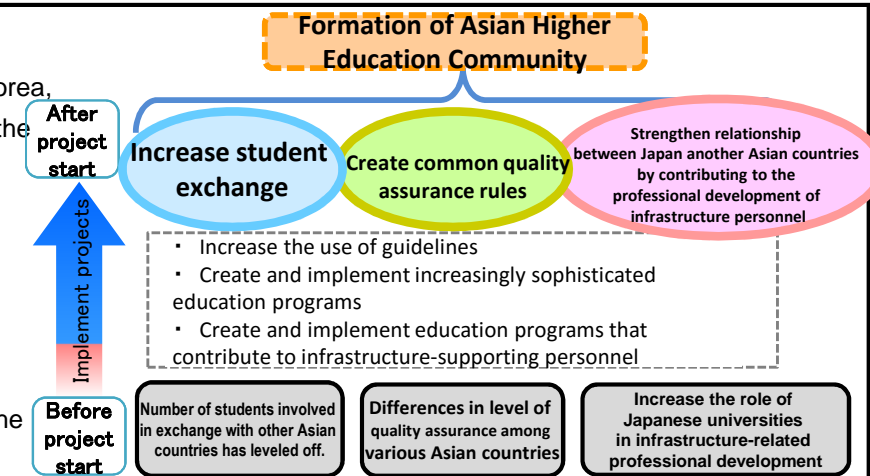 Formation of Asian Higher
Education Community
orea,
the
After
project
start
Increase student
exchange
Create common quality
assurance rules
Strengthen relationship
between Japan another Asian countries
by contributing to the
professional development of
infrastructure personnel
Implement projects
・ Increase the use of guidelines
・ Create and implement increasingly sophisticated
education programs
・ Create and implement education programs that
contribute to infrastructure-supporting personnel
ne
Before
project
start
Number of students involved
in exchange with other Asian
countries has leveled off.
Differences in level of
quality assurance among
various Asian countries
Increase the role of
Japanese universities
in infrastructure-related
professional development